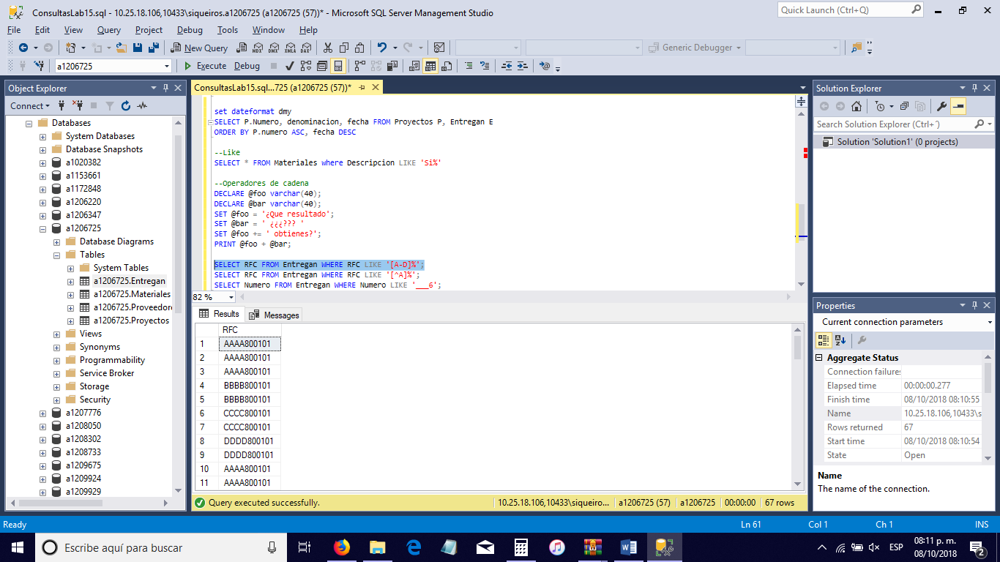 ConsultasLab15.sql - 10.25.18.106,10433\siqueiros.a1206725 (a1206725 (57))* - Microsoft SQL Server Management Studio
Quick Launch (Ctrl+Q)
File Edit View Query Project Debug Tools Window Help
New Query
MDX DMX XMLA DAX
Generic Debugger
a1206725
Execute Debug
Object Explorer
Connect
Databases
System Databases
Database Snapshots
a1020382
a1153661
a1172848
a1206220
a1206347
a1206725
Database Diagrams
Tables
System Tables
a1206725.Entregan
a1206725.Materiales
a1206725.Proveedor
a1206725.Proyectos
Views
Synonyms
Programmability
Service Broker
Storage
Security
a1207776
a1208050
a1208302
a1208733
a1209675
a1209924
a1209929
ConsultasLab15.sql...725 (a1206725 (57))*
set dateformat dmy
SELECT P.Numero, denominacion, fecha FROM Proyectos P, Entregan E
ORDER BY P.numero ASC, fecha DESC
--Like
SELECT * FROM Materiales where Descripcion LIKE 'Si%'
--Operadores de cadena
DECLARE @foo varchar(40);
DECLARE @bar varchar(40);
SET @foo = '¿Que resultado';
SET @bar = ' ¿¿¿??? '
SET @foo += ' obtienes?';
PRINT @foo + @bar;
SELECT RFC FROM Entregan WHERE RFC LIKE '[A-D]%';
SELECT RFC FROM Entregan WHERE RFC LIKE '[^A]%';
SELECT Numero FROM Entregan WHERE Numero LIKE '___6';
82 %
Results Messages
RFC
1 AAAA800101
2 AAAA800101
3 AAAA800101
4 BBBB800101
5 BBBB800101
6 CCCC800101
7 CCCC800101
8 DDDD800101
9 DDDD800101
10 AAAA800101
11 AAAA800101
Query executed successfully.
10.25.18.106,10433\siqueiro... a1206725 (57) a1206725 00:00:00 67 rows
Solution Explorer
Search Solution Explorer (Ctrl+´)
Solution 'Solution1' (0 projects)
Properties
Current connection parameters
Aggregate Status
Connection failures
Elapsed time 00:00:00.277
Finish time 08/10/2018 08:10:55
Name 10.25.18.106,10433\s
Rows returned 67
Start time 08/10/2018 08:10:54
State Open
Name
The name of the connection.
Ready
Ln 61 Col 1 Ch 1 INS
Escribe aquí para buscar
ESP
08:11 p. m.
08/10/2018
2